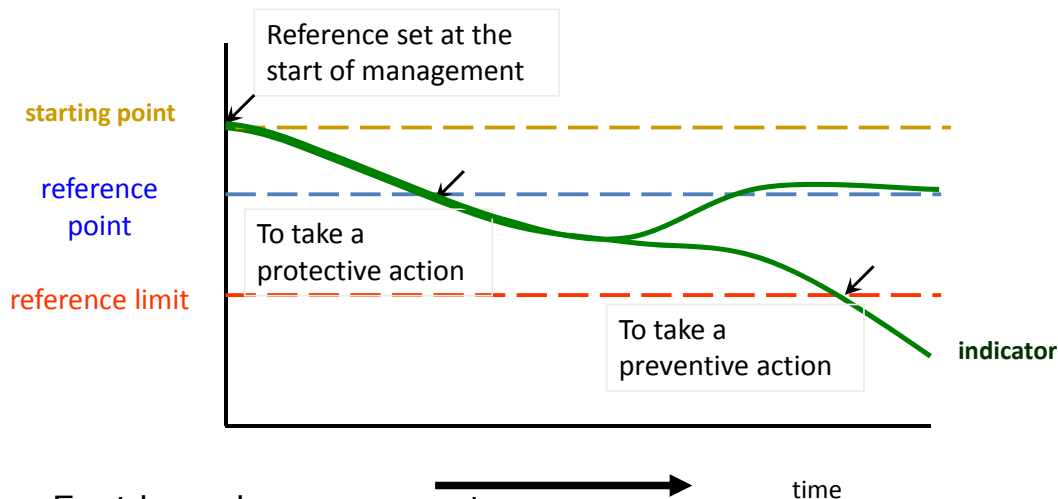 Reference set at the
start of management
starting point
reference
point
To take a
protective action
reference limit
To take a
preventive action
indicator
time